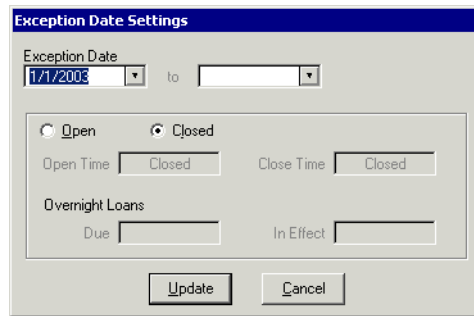 Exception Date Settings
Exception Date
1/1/2003 to
Open Closed
Open Time Closed Close Time Closed
Overnight Loans
Due In Effect
Update Cancel